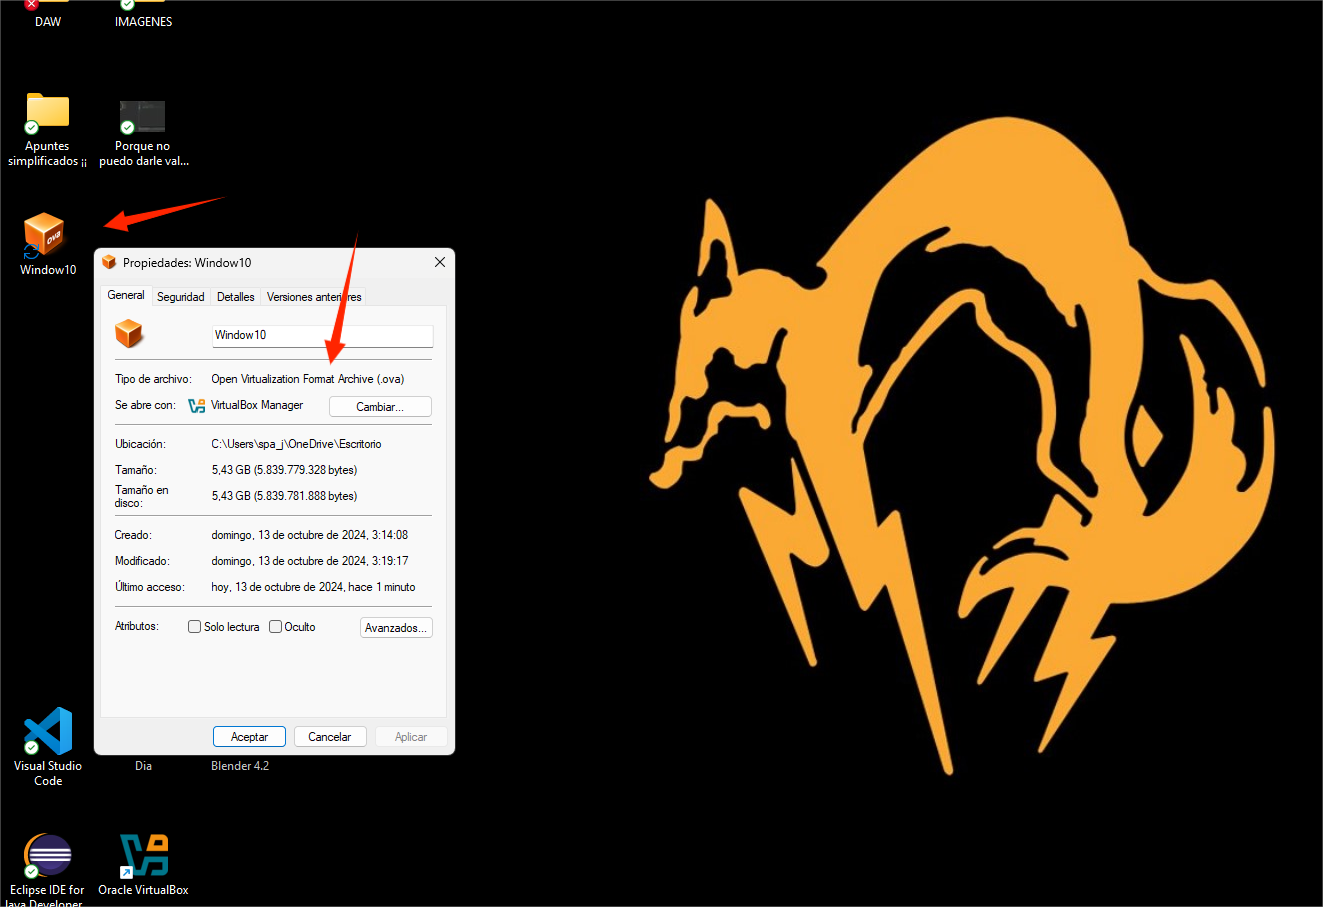 DAW
IMAGENES
Apuntes
simplificados ¡¡
Porque no
puedo darle val...
ova
Window10
Propiedades: Window10
General
Seguridad
Detalles
Versiones anteriores
Window10
Tipo de archivo:
Open Virtualization Format Archive (.ova)
Se abre con:
VirtualBox Manager
Cambiar...
Ubicación:
C:\Users\spa_j\OneDrive\Escritorio
Tamaño:
5,43 GB (5.839.779.328 bytes)
Tamaño en
disco:
5,43 GB (5.839.781.888 bytes)
Creado:
domingo, 13 de octubre de 2024, 3:14:08
Modificado:
domingo, 13 de octubre de 2024, 3:19:17
Último acceso:
hoy, 13 de octubre de 2024, hace 1 minuto
Atributos:
Solo lectura
Oculto
Avanzados...
Aceptar
Cancelar
Aplicar
Visual Studio
Code
Dia
Blender 4.2
Eclipse IDE for
Java Developer
Oracle VirtualBox